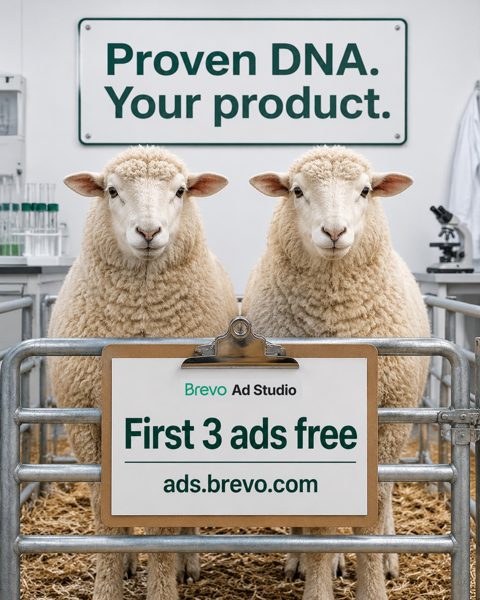 Proven DNA.
Your product.
Brevo Ad Studio
First 3 ads free
ads.brevo.com